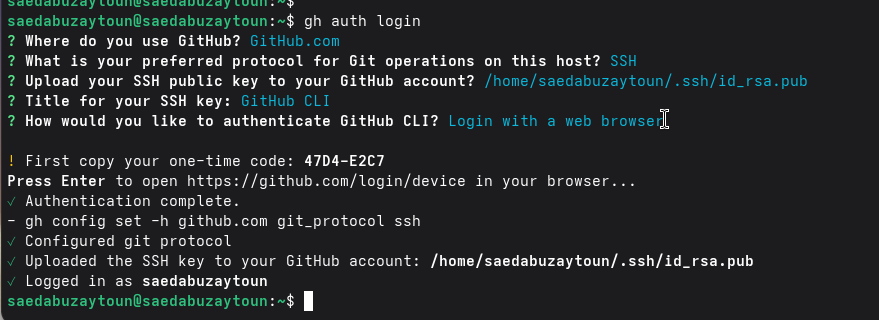 saedabuzaytoun@saedabuzaytoun:~$
saedabuzaytoun@saedabuzaytoun:~$ gh auth login
? Where do you use GitHub? GitHub.com
? What is your preferred protocol for Git operations on this host? SSH
? Upload your SSH public key to your GitHub account? /home/saedabuzaytoun/.ssh/id_rsa.pub
? Title for your SSH key: GitHub CLI
? How would you like to authenticate GitHub CLI? Login with a web browser
! First copy your one-time code: 47D4-E2C7
Press Enter to open https://github.com/login/device in your browser...
✓ Authentication complete.
- gh config set -h github.com git_protocol ssh
✓ Configured git protocol
✓ Uploaded the SSH key to your GitHub account: /home/saedabuzaytoun/.ssh/id_rsa.pub
✓ Logged in as saedabuzaytoun
saedabuzaytoun@saedabuzaytoun:~$